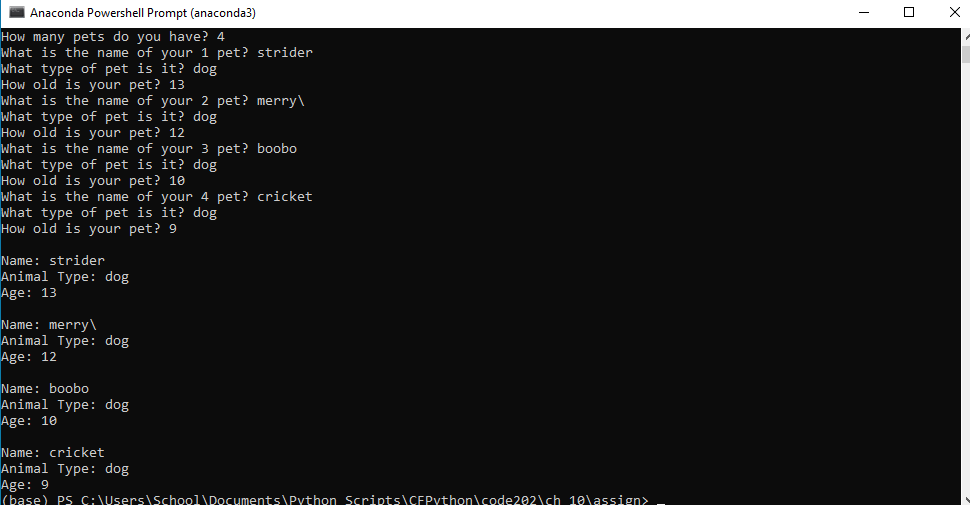 Anaconda Powershell Prompt (anaconda3)
How many pets do you have? 4
What is the name of your 1 pet? strider
What type of pet is it? dog
How old is your pet? 13
What is the name of your 2 pet? merry\
What type of pet is it? dog
How old is your pet? 12
What is the name of your 3 pet? boobo
What type of pet is it? dog
How old is your pet? 10
What is the name of your 4 pet? cricket
What type of pet is it? dog
How old is your pet? 9
Name: strider
Animal Type: dog
Age: 13
Name: merry\
Animal Type: dog
Age: 12
Name: boobo
Animal Type: dog
Age: 10
Name: cricket
Animal Type: dog
Age: 9
(base) PS C:\Users\School\Documents\Python Scripts\CFPython\code202\ch 10\assign> _